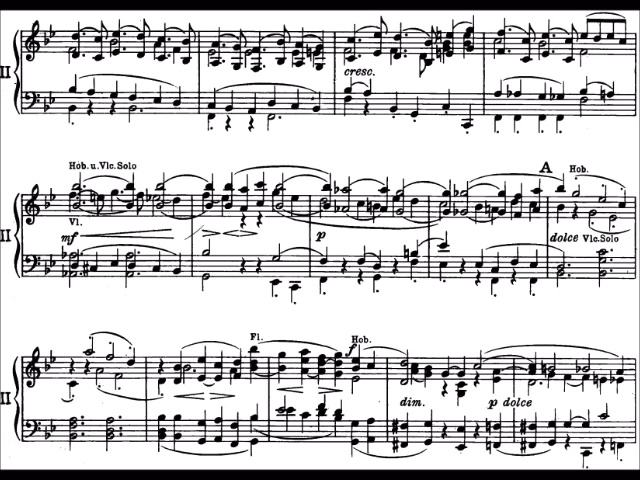 II
cresc.
Hob. u. Vlc. Solo
A Hob.
Vl.
II
mf p dolce Vlc. Solo
Fl. Hob.
f
II
dim. p dolce